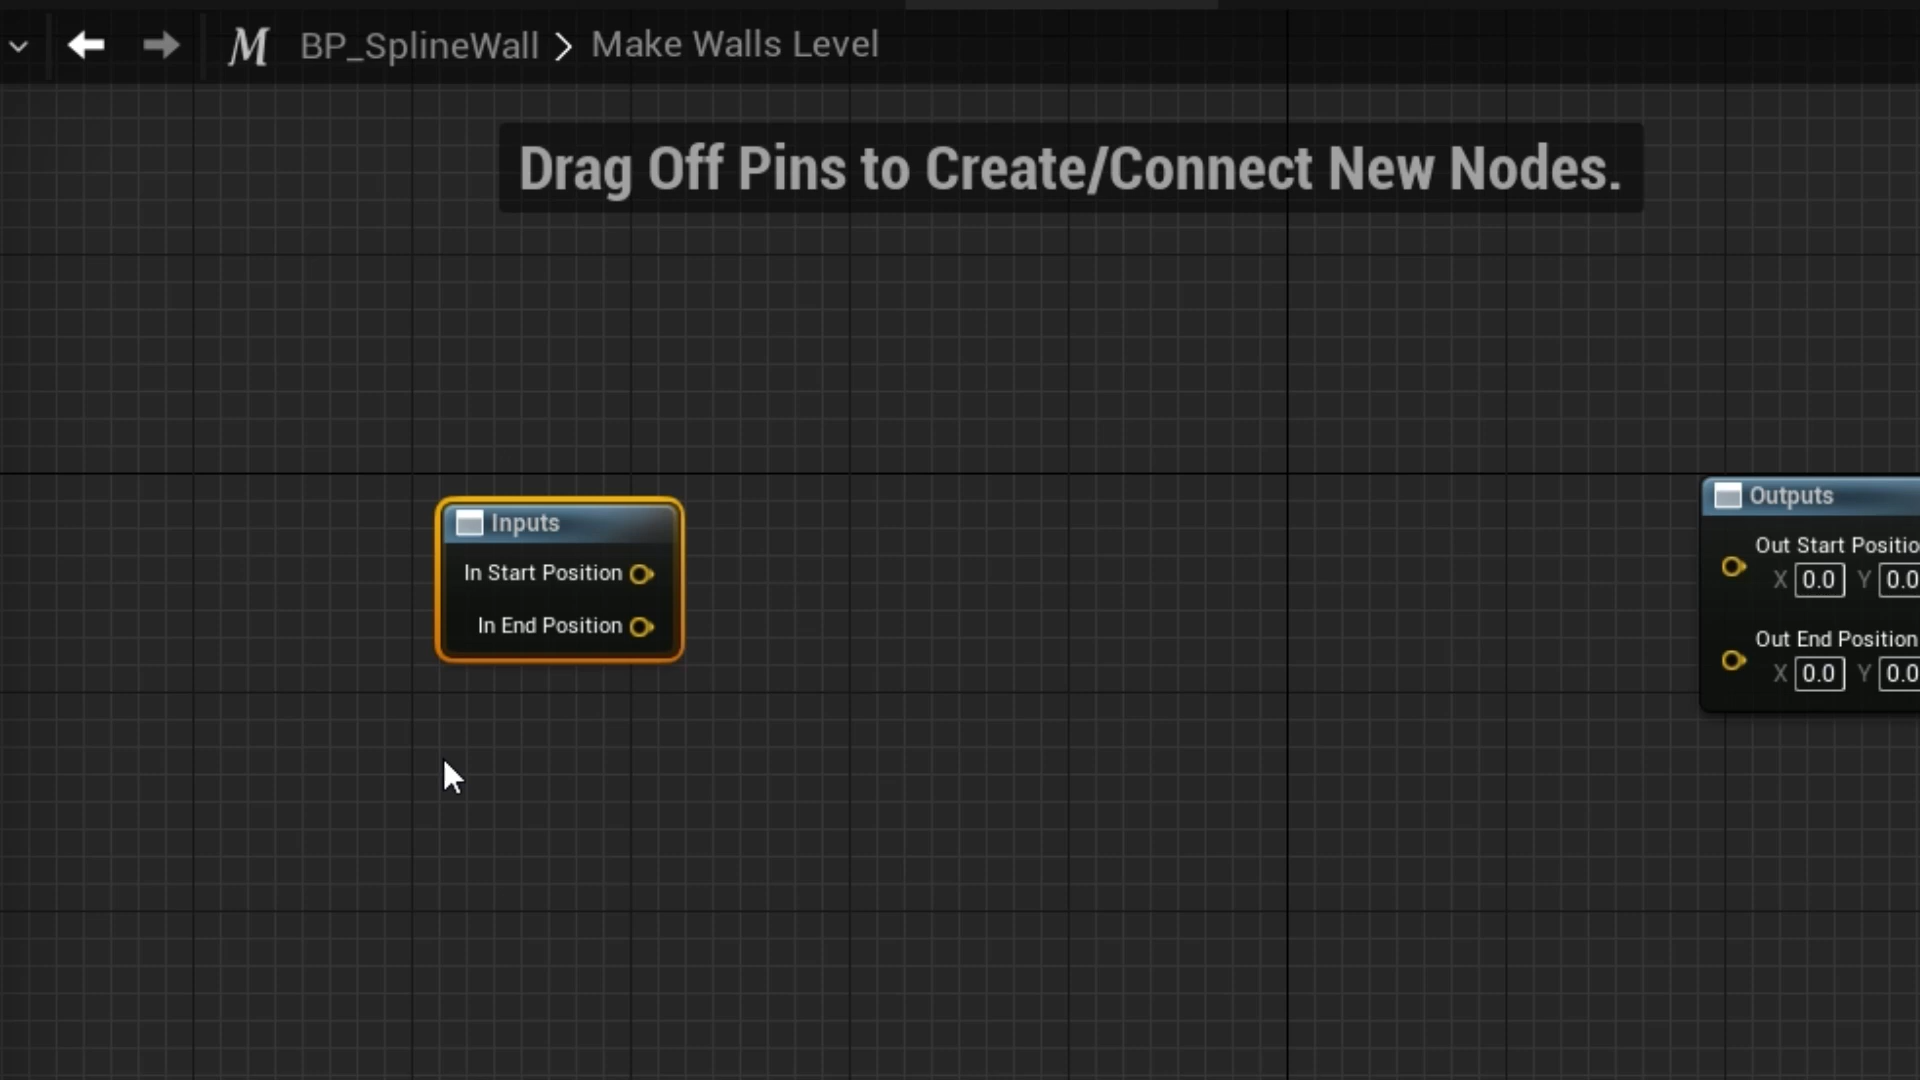 BP_SplineWall > Make Walls Level
Drag Off Pins to Create/Connect New Nodes.
Inputs
In Start Position
In End Position
Outputs
Out Start Positio
X 0.0 Y 0.0
Out End Position
X 0.0 Y 0.0